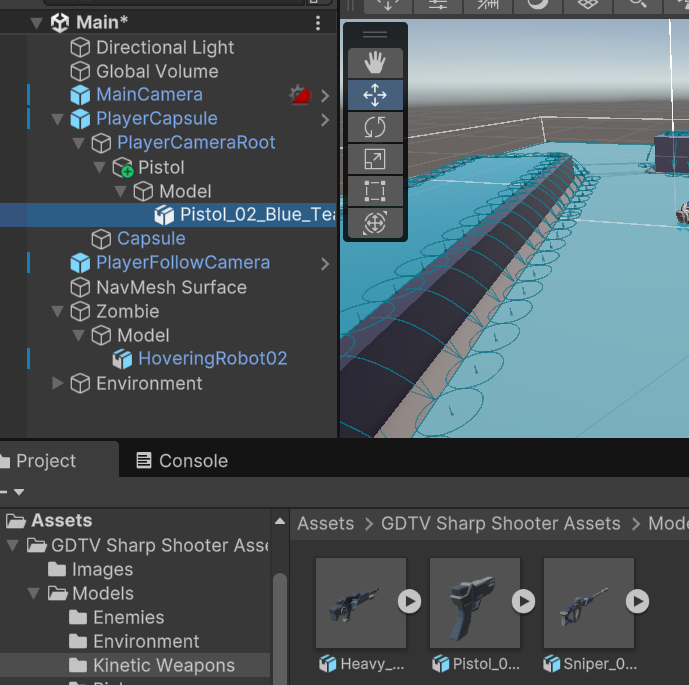 Main*
Directional Light
Global Volume
MainCamera
PlayerCapsule
PlayerCameraRoot
Pistol
Model
Pistol_02_Blue_Tea
Capsule
PlayerFollowCamera
NavMesh Surface
Zombie
Model
HoveringRobot02
Environment
Project
Console
Assets
GDTV Sharp Shooter Asse
Images
Models
Enemies
Environment
Kinetic Weapons
Assets > GDTV Sharp Shooter Assets > Mode
Heavy_...
Pistol_0...
Sniper_0...